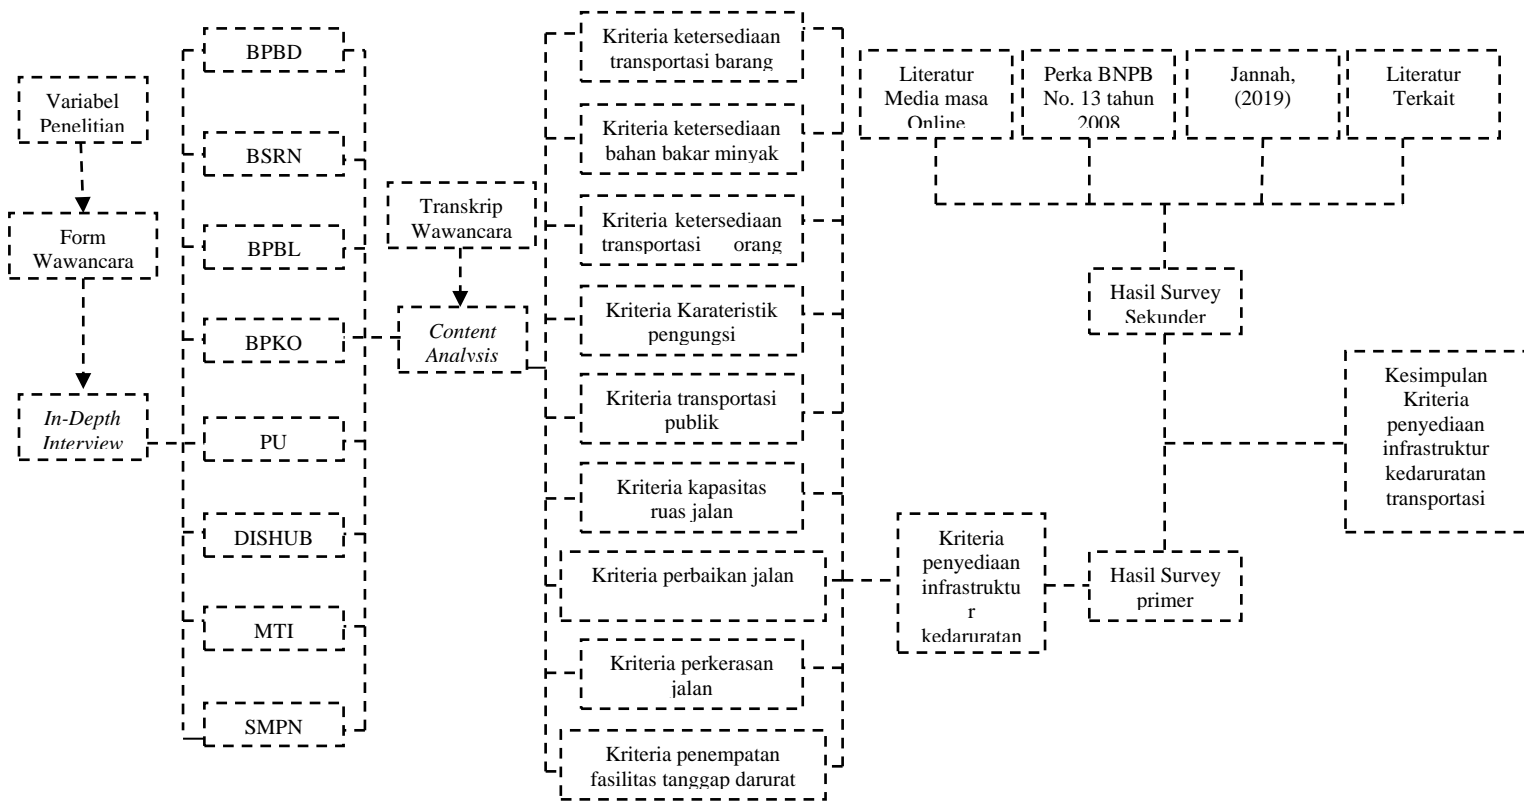 Variabel
Penelitian
Form
Wawancara
In-Depth
Interview
BPBD
BSRN
BPBL
BPKO
PU
DISHUB
MTI
SMPN
Transkrip
Wawancara
Content
Analysis
Kriteria ketersediaan
transportasi barang
Kriteria ketersediaan
bahan bakar minyak
Kriteria ketersediaan
transportasi orang
Kriteria Karateristik
pengungsi
Kriteria transportasi
publik
Kriteria kapasitas
ruas jalan
Kriteria perbaikan jalan
Kriteria perkerasan
jalan
Kriteria penempatan
fasilitas tanggap darurat
Literatur
Media masa
Online
Perka BNPB
No. 13 tahun
2008
Jannah,
(2019)
Literatur
Terkait
Hasil Survey
Sekunder
Kriteria
penyediaan
infrastruktu
r
kedaruratan
Hasil Survey
primer
Kesimpulan
Kriteria
penyediaan
infrastruktur
kedaruratan
transportasi